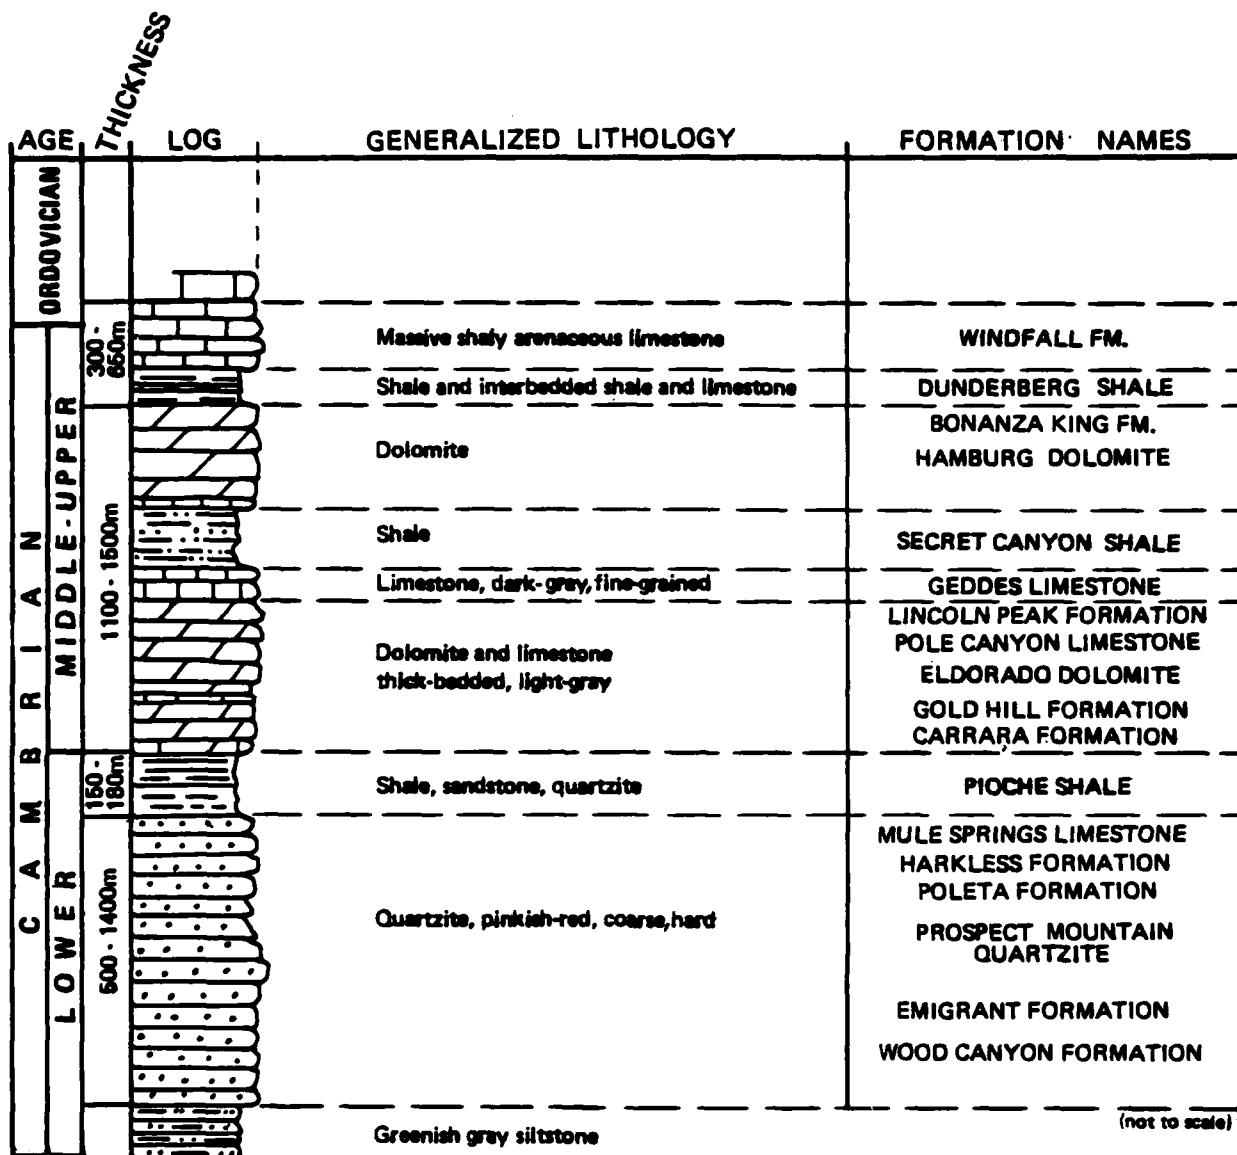 AGE THICKNESS LOG GENERALIZED LITHOLOGY FORMATION NAMES
ORDOVICIAN
CAMBRIAN
MIDDLE-UPPER
LOWER
300-
650m
Massive shaly arenaceous limestone WINDFALL FM.
Shale and interbedded shale and limestone DUNDERBERG SHALE
1100-1500m
Dolomite
BONANZA KING FM.
HAMBURG DOLOMITE
Shale SECRET CANYON SHALE
Limestone, dark-gray, fine-grained GEDDES LIMESTONE
Dolomite and limestone
thick-bedded, light-gray
LINCOLN PEAK FORMATION
POLE CANYON LIMESTONE
ELDORADO DOLOMITE
GOLD HILL FORMATION
CARRARA FORMATION
150-
180m
Shale, sandstone, quartzite PIOCHE SHALE
500-1400m
Quartzite, pinkish-red, coarse, hard
MULE SPRINGS LIMESTONE
HARKLESS FORMATION
POLETA FORMATION
PROSPECT MOUNTAIN
QUARTZITE
EMIGRANT FORMATION
WOOD CANYON FORMATION
Greenish gray siltstone
(not to scale)